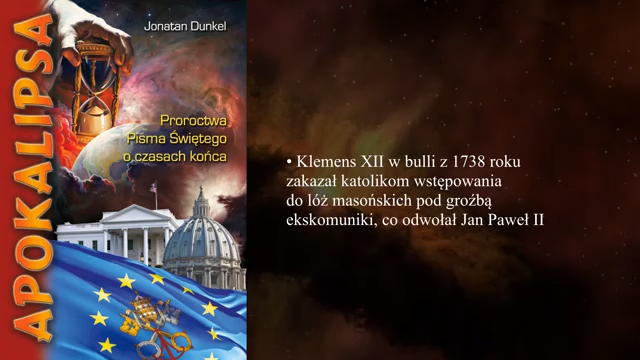 APOKALIPSA
Jonatan Dunkel
Proroctwa
Pisma Świętego
o czasach końca
• Klemens XII w bulli z 1738 roku
zakazał katolikom wstępowania
do lóż masońskich pod groźbą
ekskomuniki, co odwołał Jan Paweł II